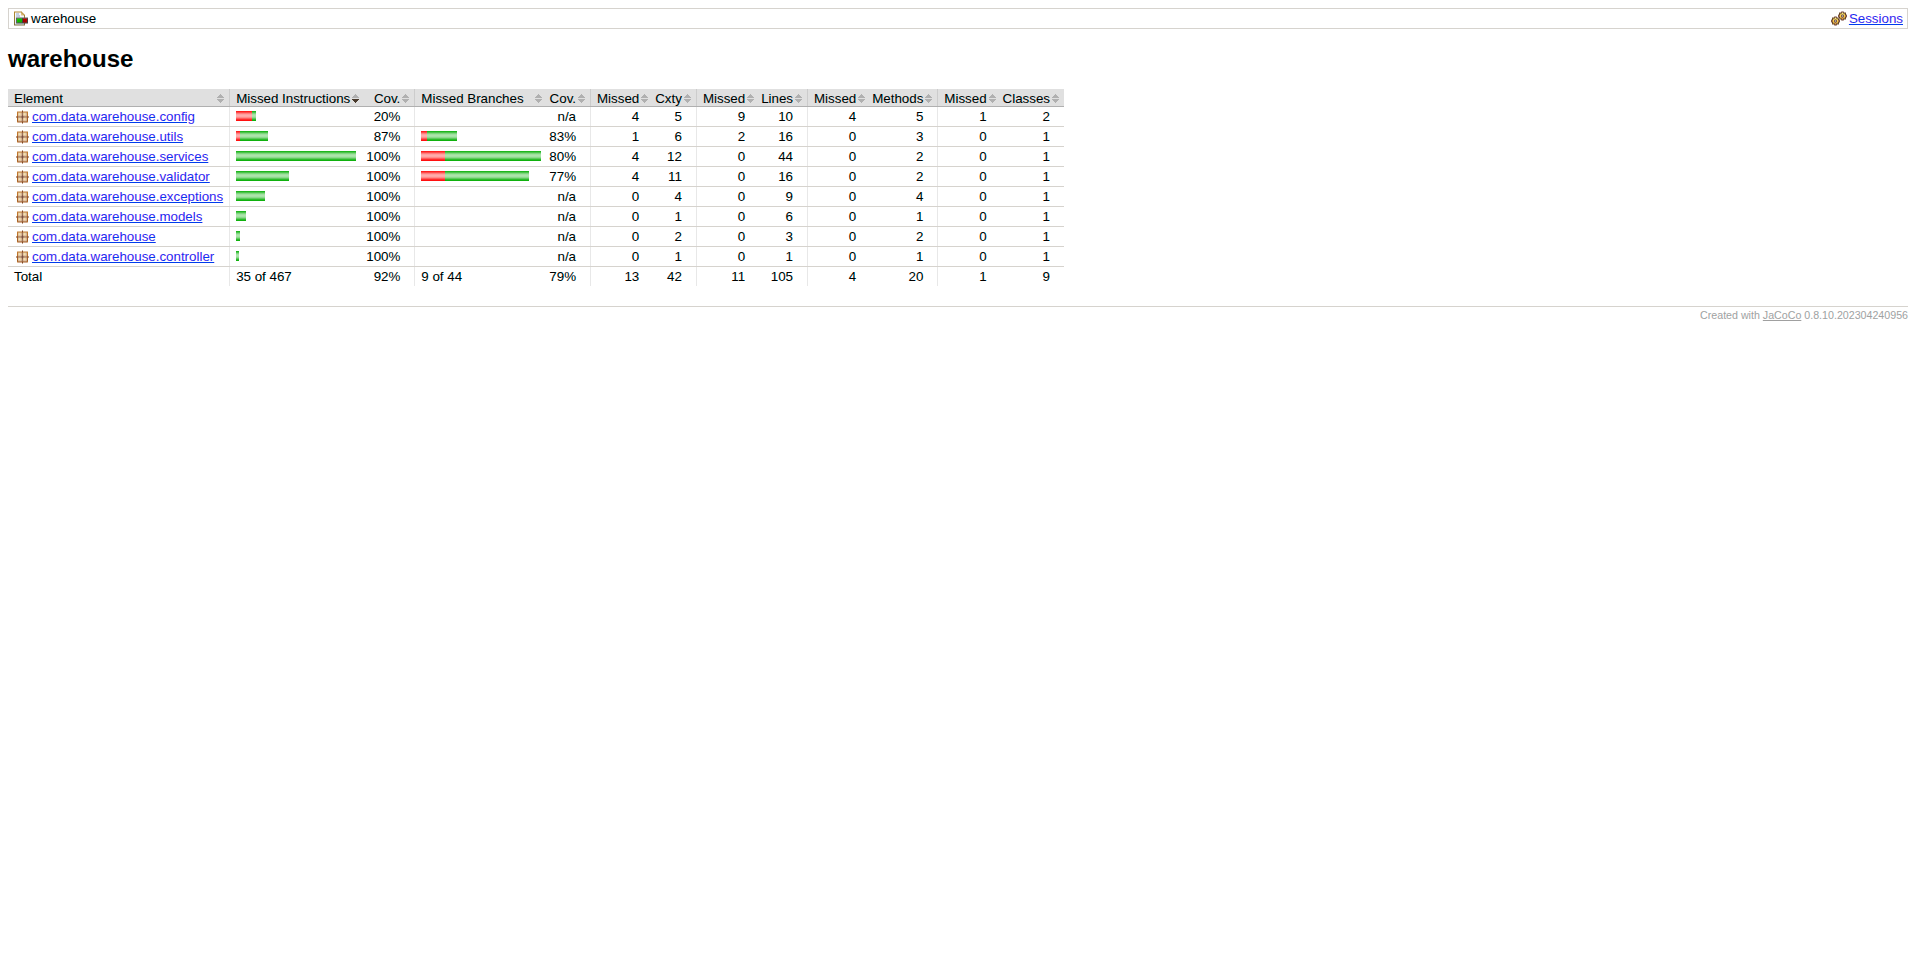 warehouse Sessions
warehouse
Element Missed Instructions Cov. Missed Branches Cov. Missed Cxty Missed Lines Missed Methods Missed Classes
com.data.warehouse.config 20% n/a 4 5 9 10 4 5 1 2
com.data.warehouse.utils 87% 83% 1 6 2 16 0 3 0 1
com.data.warehouse.services 100% 80% 4 12 0 44 0 2 0 1
com.data.warehouse.validator 100% 77% 4 11 0 16 0 2 0 1
com.data.warehouse.exceptions 100% n/a 0 4 0 9 0 4 0 1
com.data.warehouse.models 100% n/a 0 1 0 6 0 1 0 1
com.data.warehouse 100% n/a 0 2 0 3 0 2 0 1
com.data.warehouse.controller 100% n/a 0 1 0 1 0 1 0 1
Total 35 of 467 92% 9 of 44 79% 13 42 11 105 4 20 1 9
Created with JaCoCo 0.8.10.202304240956